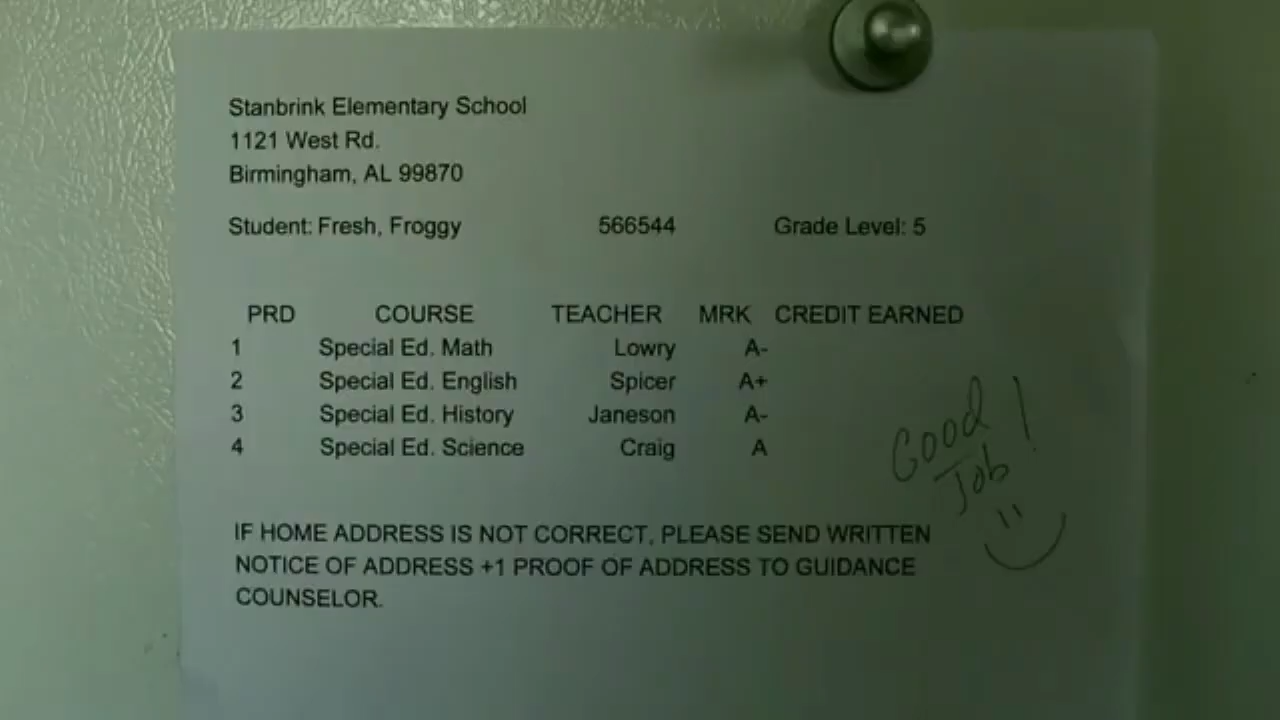 Stanbrink Elementary School
1121 West Rd.
Birmingham, AL 99870
Student: Fresh, Froggy 566544 Grade Level: 5
PRD COURSE TEACHER MRK CREDIT EARNED
1 Special Ed. Math Lowry A-
2 Special Ed. English Spicer A+
3 Special Ed. History Janeson A-
4 Special Ed. Science Craig A
Good
Job!
IF HOME ADDRESS IS NOT CORRECT, PLEASE SEND WRITTEN
NOTICE OF ADDRESS +1 PROOF OF ADDRESS TO GUIDANCE
COUNSELOR.